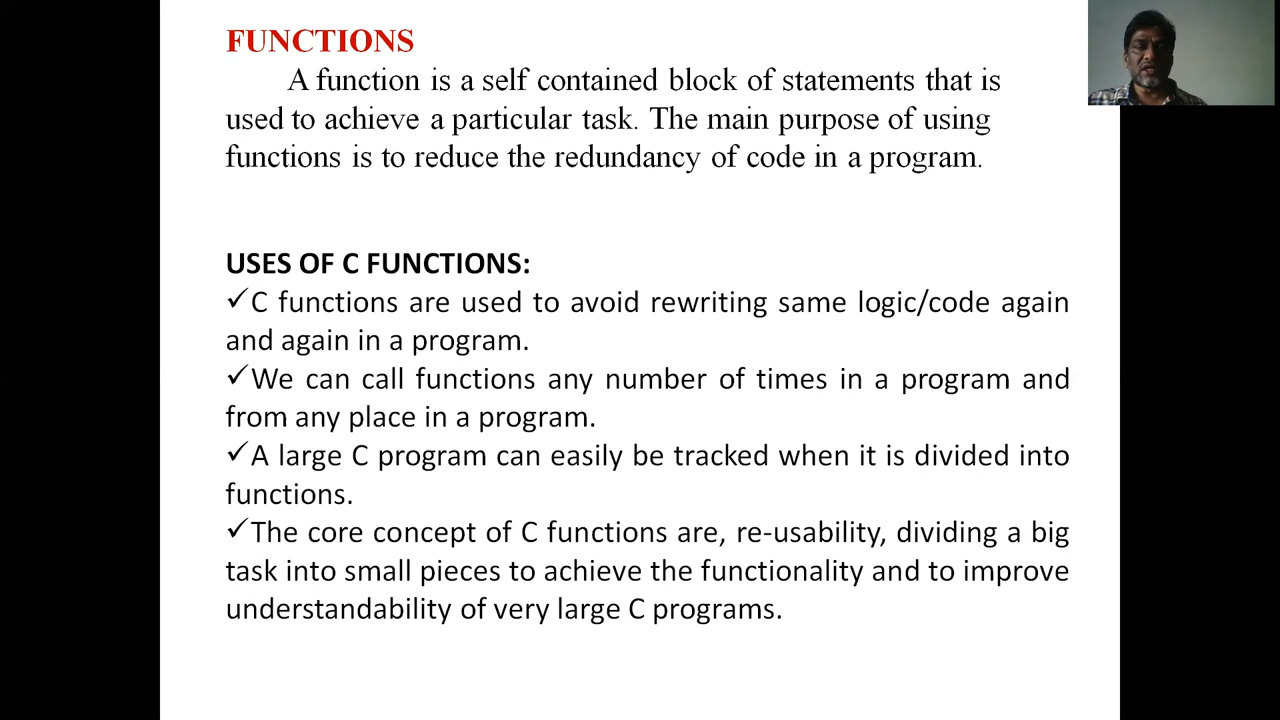 FUNCTIONS
A function is a self contained block of statements that is
used to achieve a particular task. The main purpose of using
functions is to reduce the redundancy of code in a program.
USES OF C FUNCTIONS:
✓C functions are used to avoid rewriting same logic/code again
and again in a program.
✓We can call functions any number of times in a program and
from any place in a program.
✓A large C program can easily be tracked when it is divided into
functions.
✓The core concept of C functions are, re-usability, dividing a big
task into small pieces to achieve the functionality and to improve
understandability of very large C programs.